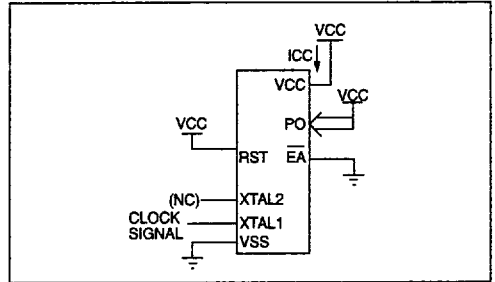 VCC
ICC
VCC
VCC
VCC
PO
RST
EA
(NC)
XTAL2
CLOCK
SIGNAL
XTAL1
VSS